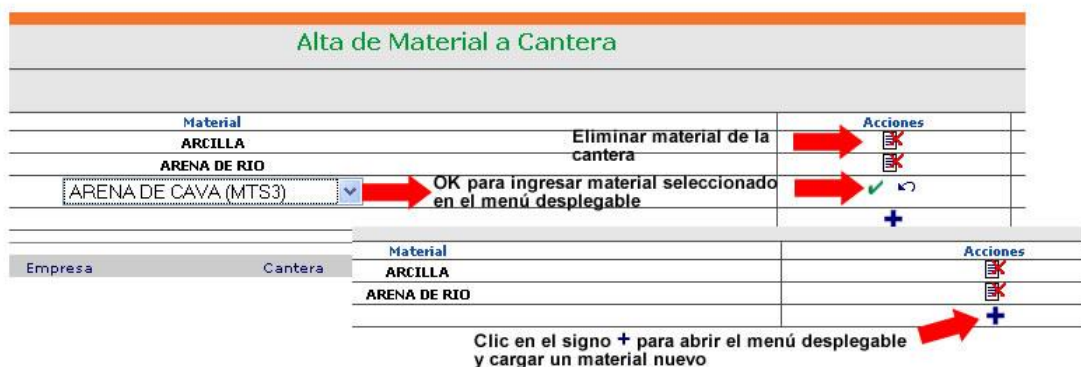 Alta de Material a Cantera
Material Acciones
ARCILLA
Eliminar material de la
cantera
ARENA DE RIO
ARENA DE CAVA (MTS3)
OK para ingresar material seleccionado
en el menú desplegable
Empresa Cantera
Material Acciones
ARCILLA
ARENA DE RIO
Clic en el signo + para abrir el menú desplegable
y cargar un material nuevo